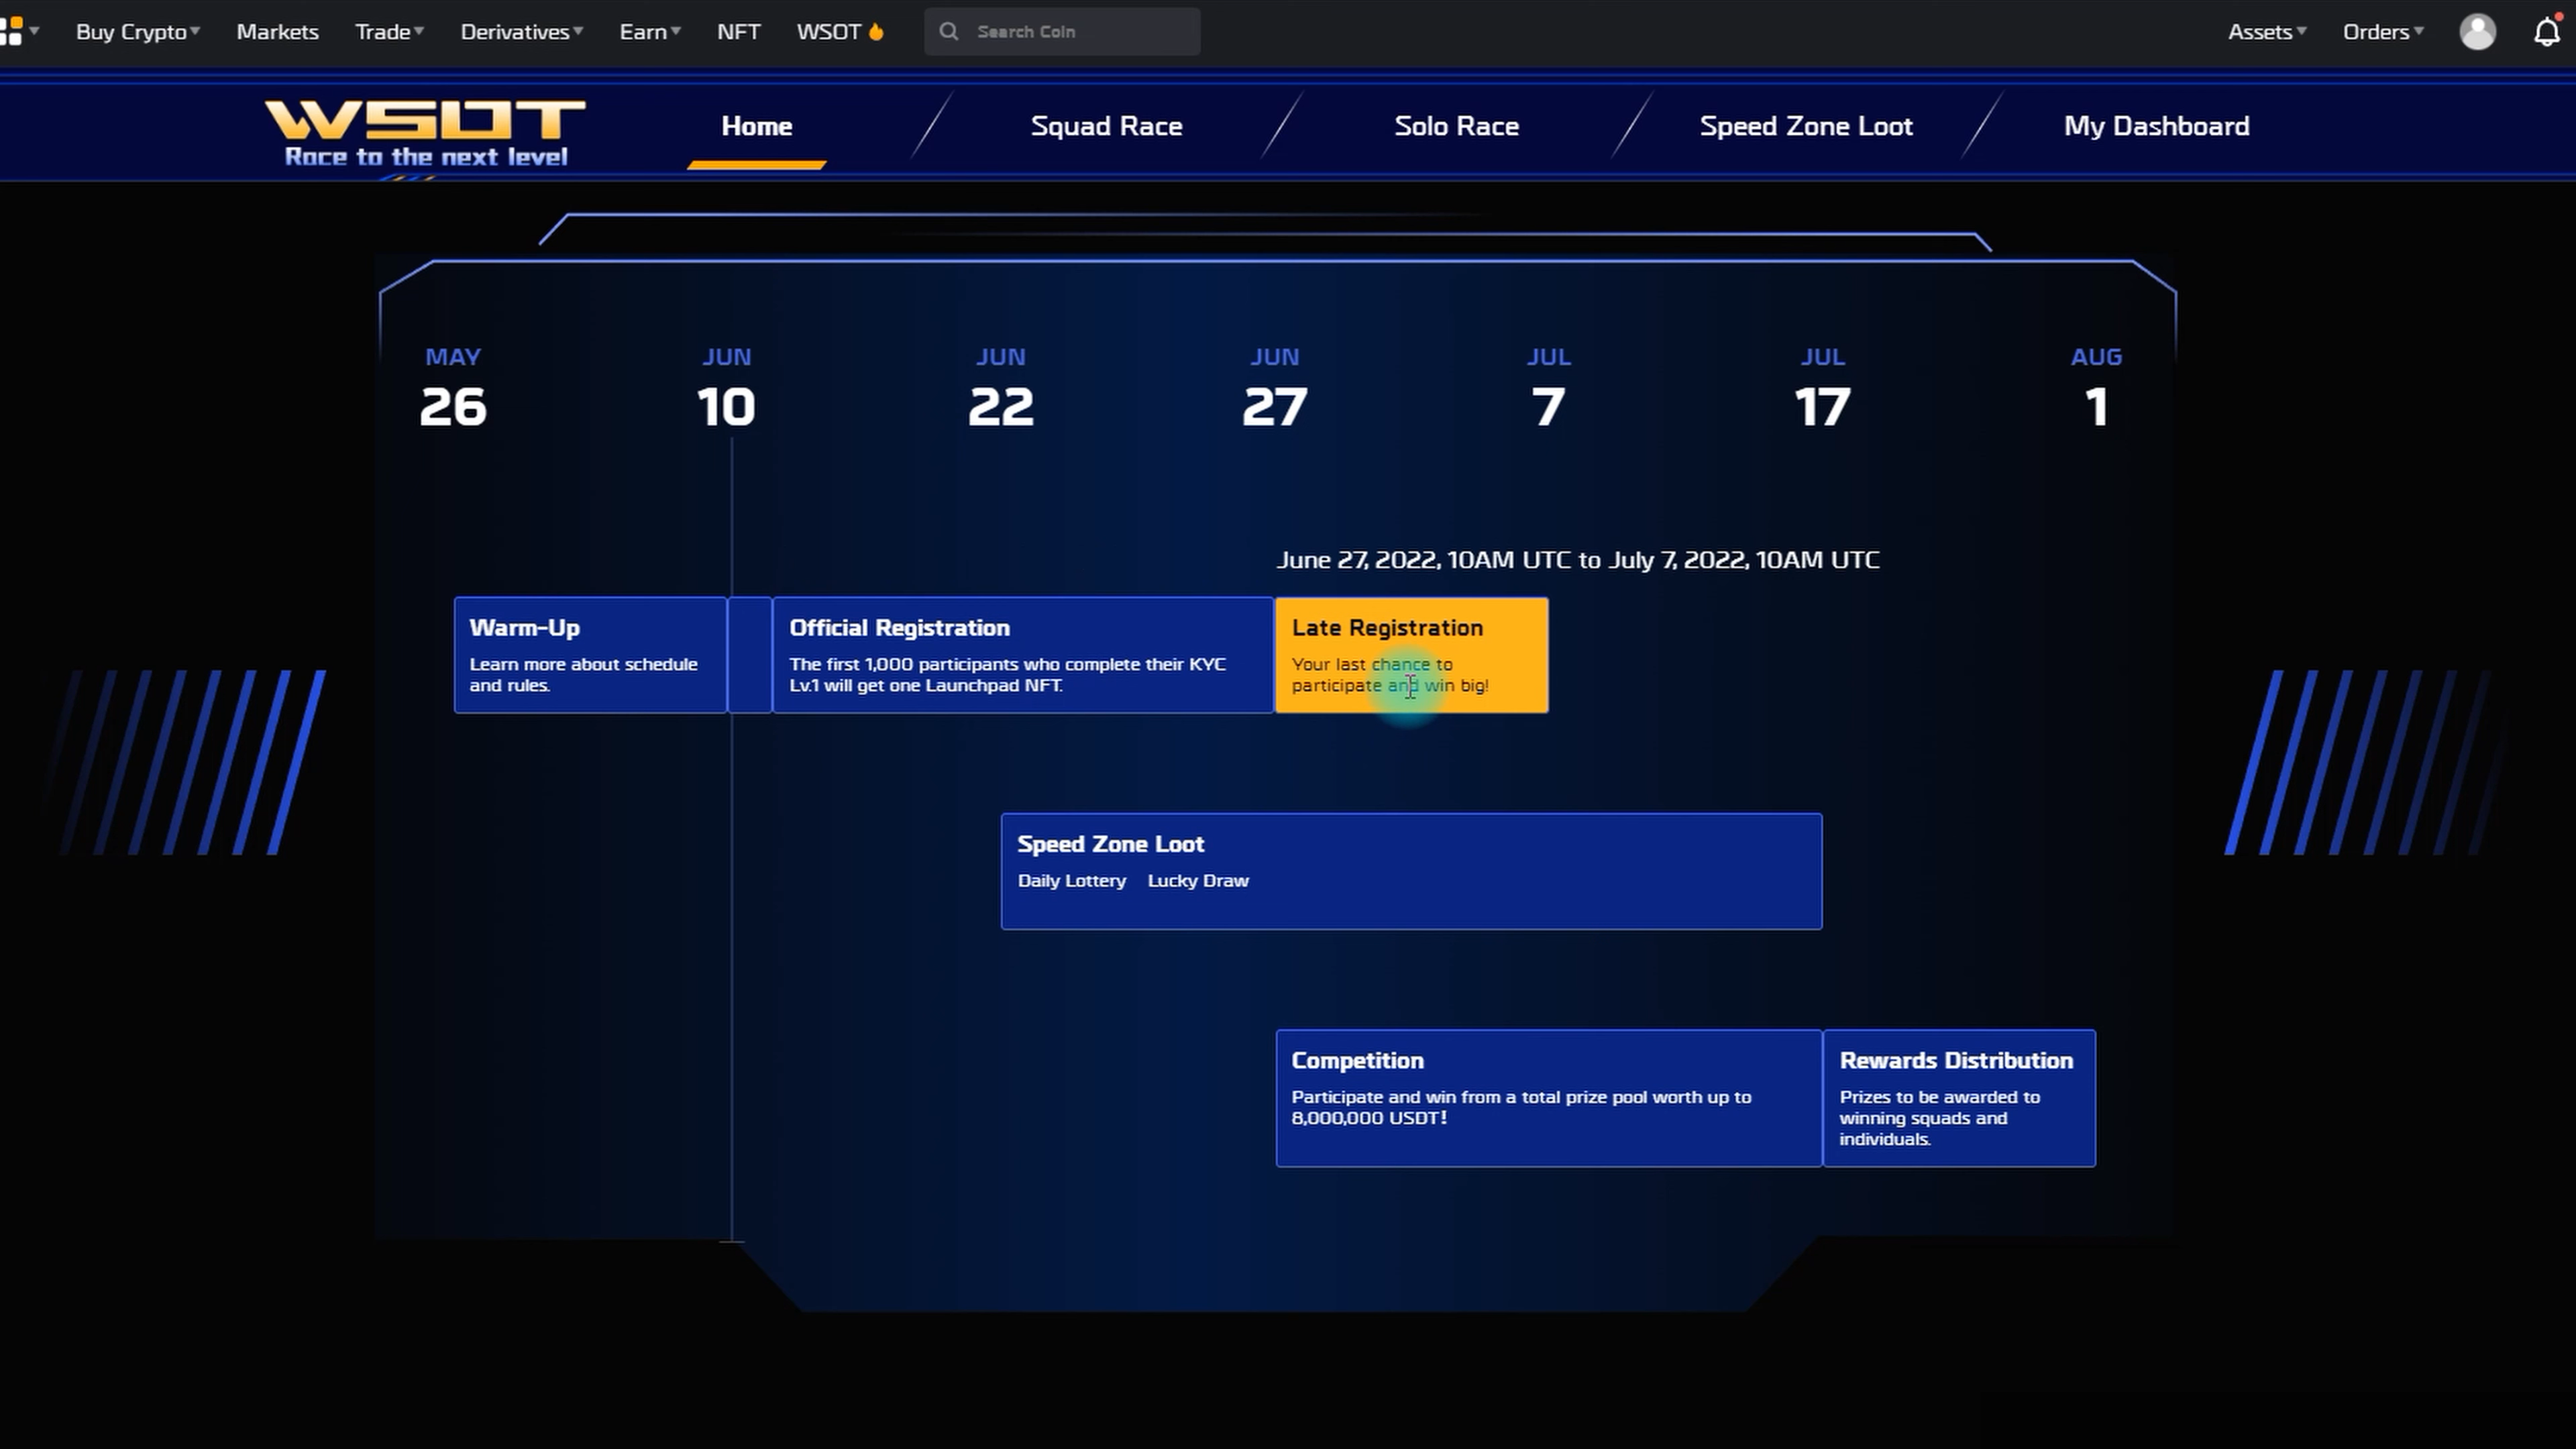 Buy Crypto Markets Trade Derivatives Earn NFT WSOT Search Coin Assets Orders
WSOT
Race to the next level
Home Squad Race Solo Race Speed Zone Loot My Dashboard
MAY JUN JUN JUN JUL JUL AUG
26 10 22 27 7 17 1
June 27, 2022, 10AM UTC to July 7, 2022, 10AM UTC
Warm-Up
Learn more about schedule
and rules.
Official Registration
The first 1,000 participants who complete their KYC
Lv.1 will get one Launchpad NFT.
Late Registration
Your last chance to
participate and win big!
Speed Zone Loot
Daily Lottery Lucky Draw
Competition
Participate and win from a total prize pool worth up to
8,000,000 USDT!
Rewards Distribution
Prizes to be awarded to
winning squads and
individuals.